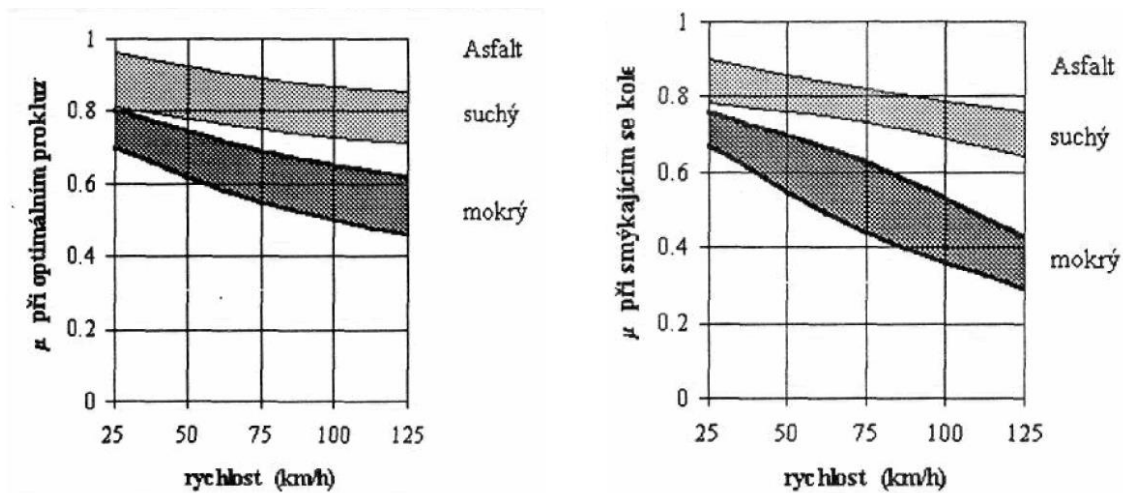 μ při optimálním prokluz
1
0.8
0.6
0.4
0.2
0
25 50 75 100 125
rychlost (km/h)
Asfalt
suchý
mokrý
μ při smýkajícím se kole
1
0.8
0.6
0.4
0.2
0
25 50 75 100 125
rychlost (km/h)
Asfalt
suchý
mokrý